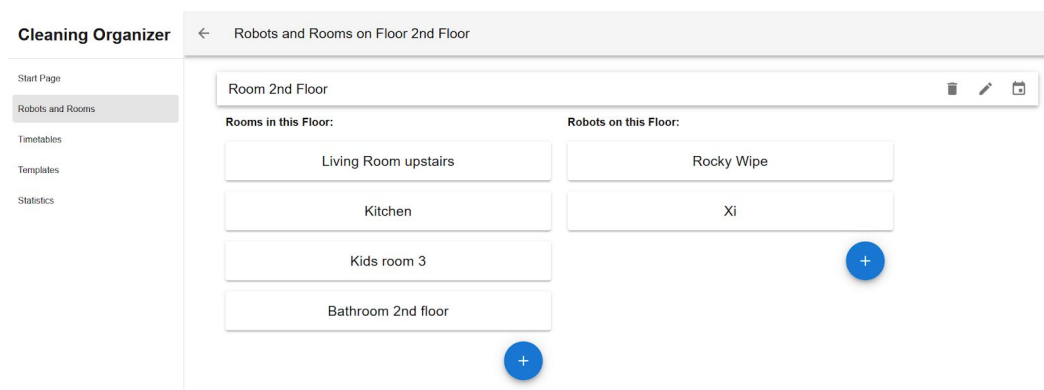 Cleaning Organizer
Robots and Rooms on Floor 2nd Floor
Start Page
Robots and Rooms
Timetables
Templates
Statistics
Room 2nd Floor
Rooms in this Floor:
Living Room upstairs
Kitchen
Kids room 3
Bathroom 2nd floor
+
Robots on this Floor:
Rocky Wipe
Xi
+